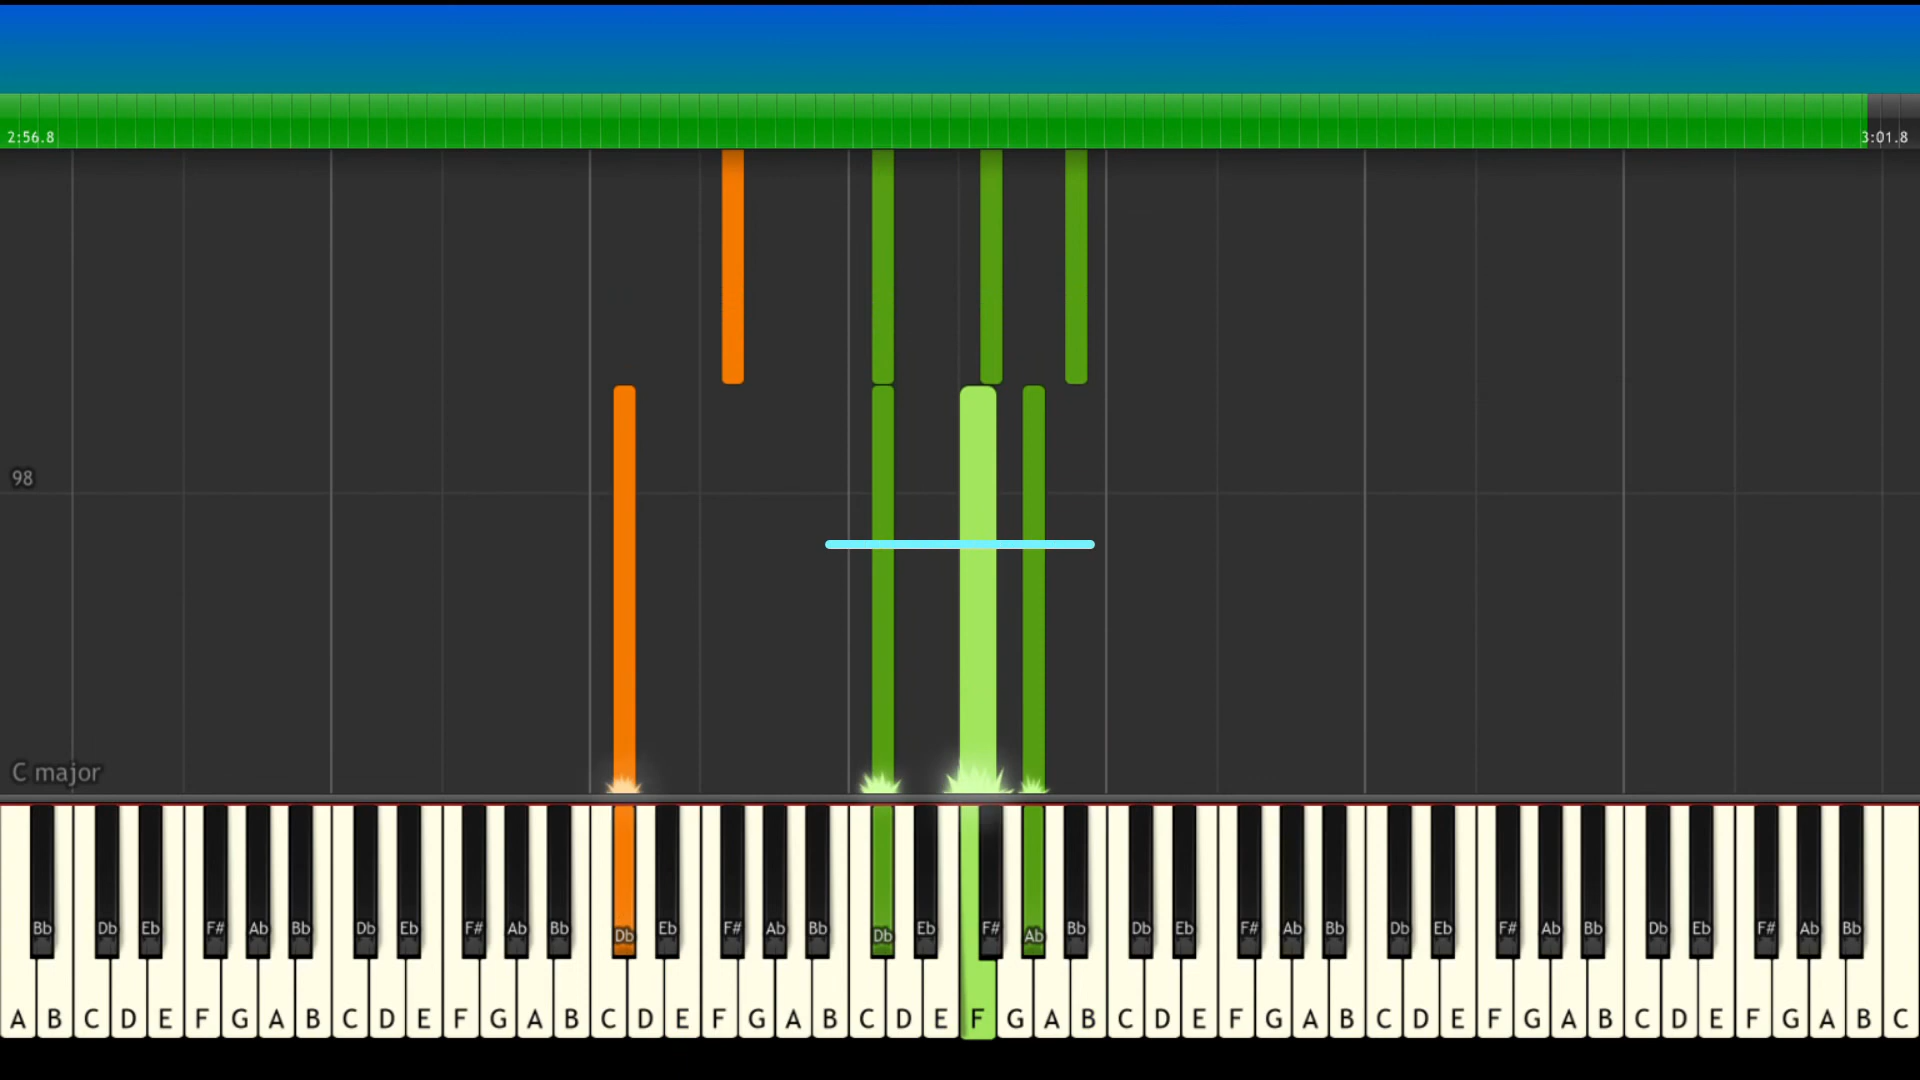 2:56.8 3:01.8
98
C major
Bb Db Eb F# Ab Bb Db Eb F# Ab Bb Db Eb F# Ab Bb Db Eb F# Ab Bb Db Eb F# Ab Bb Db Eb F# Ab Bb Db Eb F# Ab Bb
A B C D E F G A B C D E F G A B C D E F G A B C D E F G A B C D E F G A B C D E F G A B C D E F G A B C